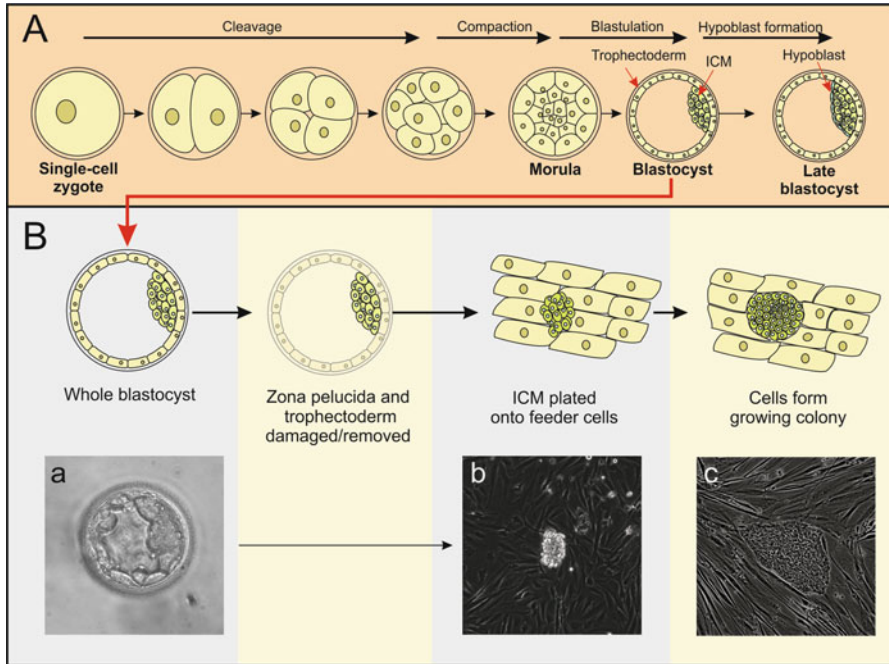 A
Cleavage
Compaction
Blastulation
Hypoblast formation
Trophectoderm
ICM
Hypoblast
Single-cell
zygote
Morula
Blastocyst
Late
blastocyst
B
Whole blastocyst
Zona pelucida and
trophectoderm
damaged/removed
ICM plated
onto feeder cells
Cells form
growing colony
a
b
c